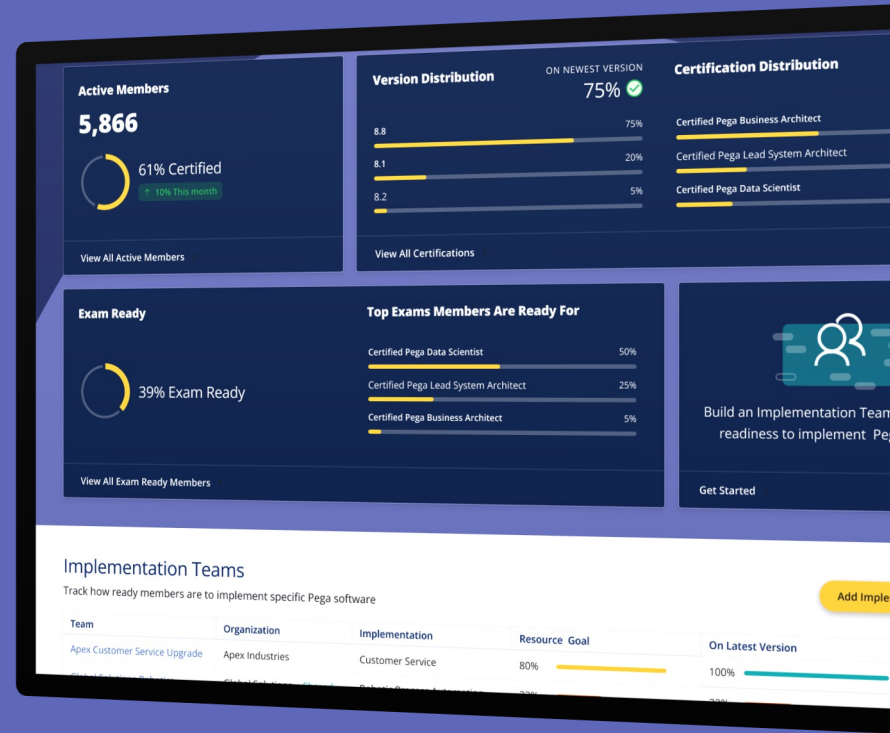 Active Members
5,866
61% Certified
↑ 10% This month
View All Active Members
Version Distribution
ON NEWEST VERSION
75%
8.8 75%
8.1 20%
8.2 5%
View All Certifications
Certification Distribution
Certified Pega Business Architect
Certified Pega Lead System Architect
Certified Pega Data Scientist
Exam Ready
39% Exam Ready
View All Exam Ready Members
Top Exams Members Are Ready For
Certified Pega Data Scientist 50%
Certified Pega Lead System Architect 25%
Certified Pega Business Architect 5%
Build an Implementation Team
readiness to implement
Get Started
Implementation Teams
Track how ready members are to implement specific Pega software
Add
Team Organization Implementation Resource Goal On Latest Version
Apex Customer Service Upgrade Apex Industries Customer Service 80% 100%